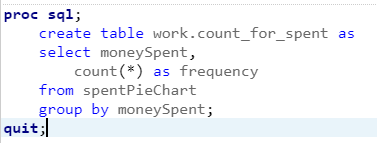 proc sql;
create table work.count_for_spent as
select moneySpent,
count(*) as frequency
from spentPieChart
group by moneySpent;
quit;